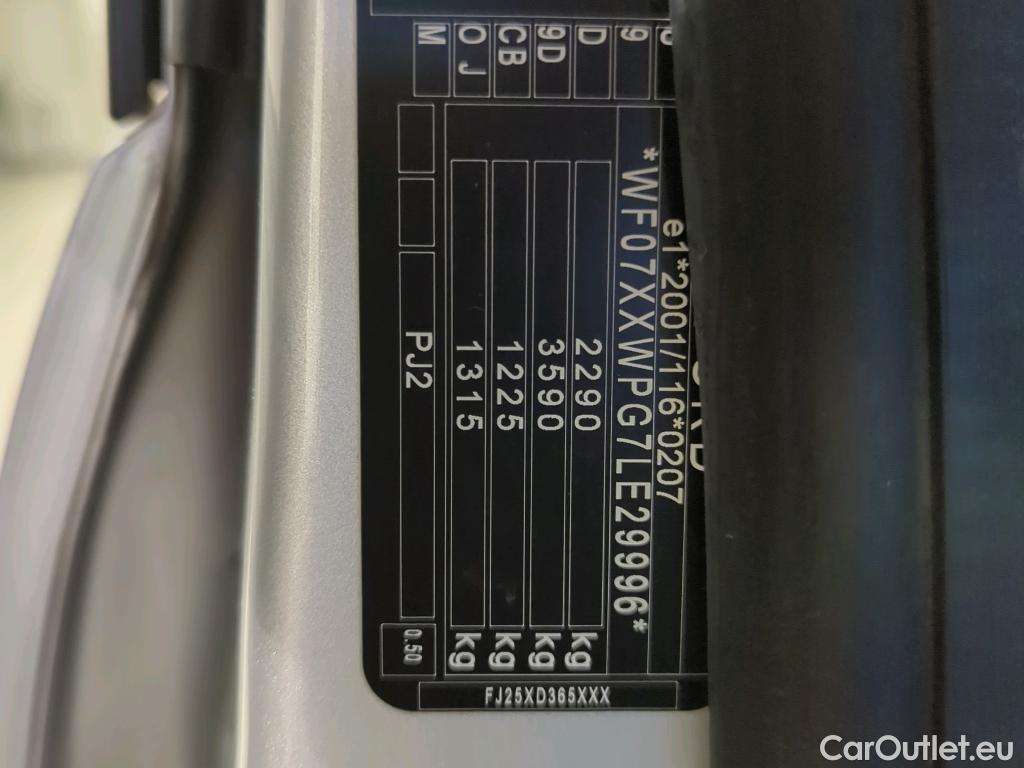 e1*2001/116*0207
*WF07XXWPG7LE29996*
2290 kg
3590 kg
1225 kg
1315 kg
PJ2
0.50
9
D
9D
CB
OJ
M
FJ25XD365XXX
CarOutlet.eu